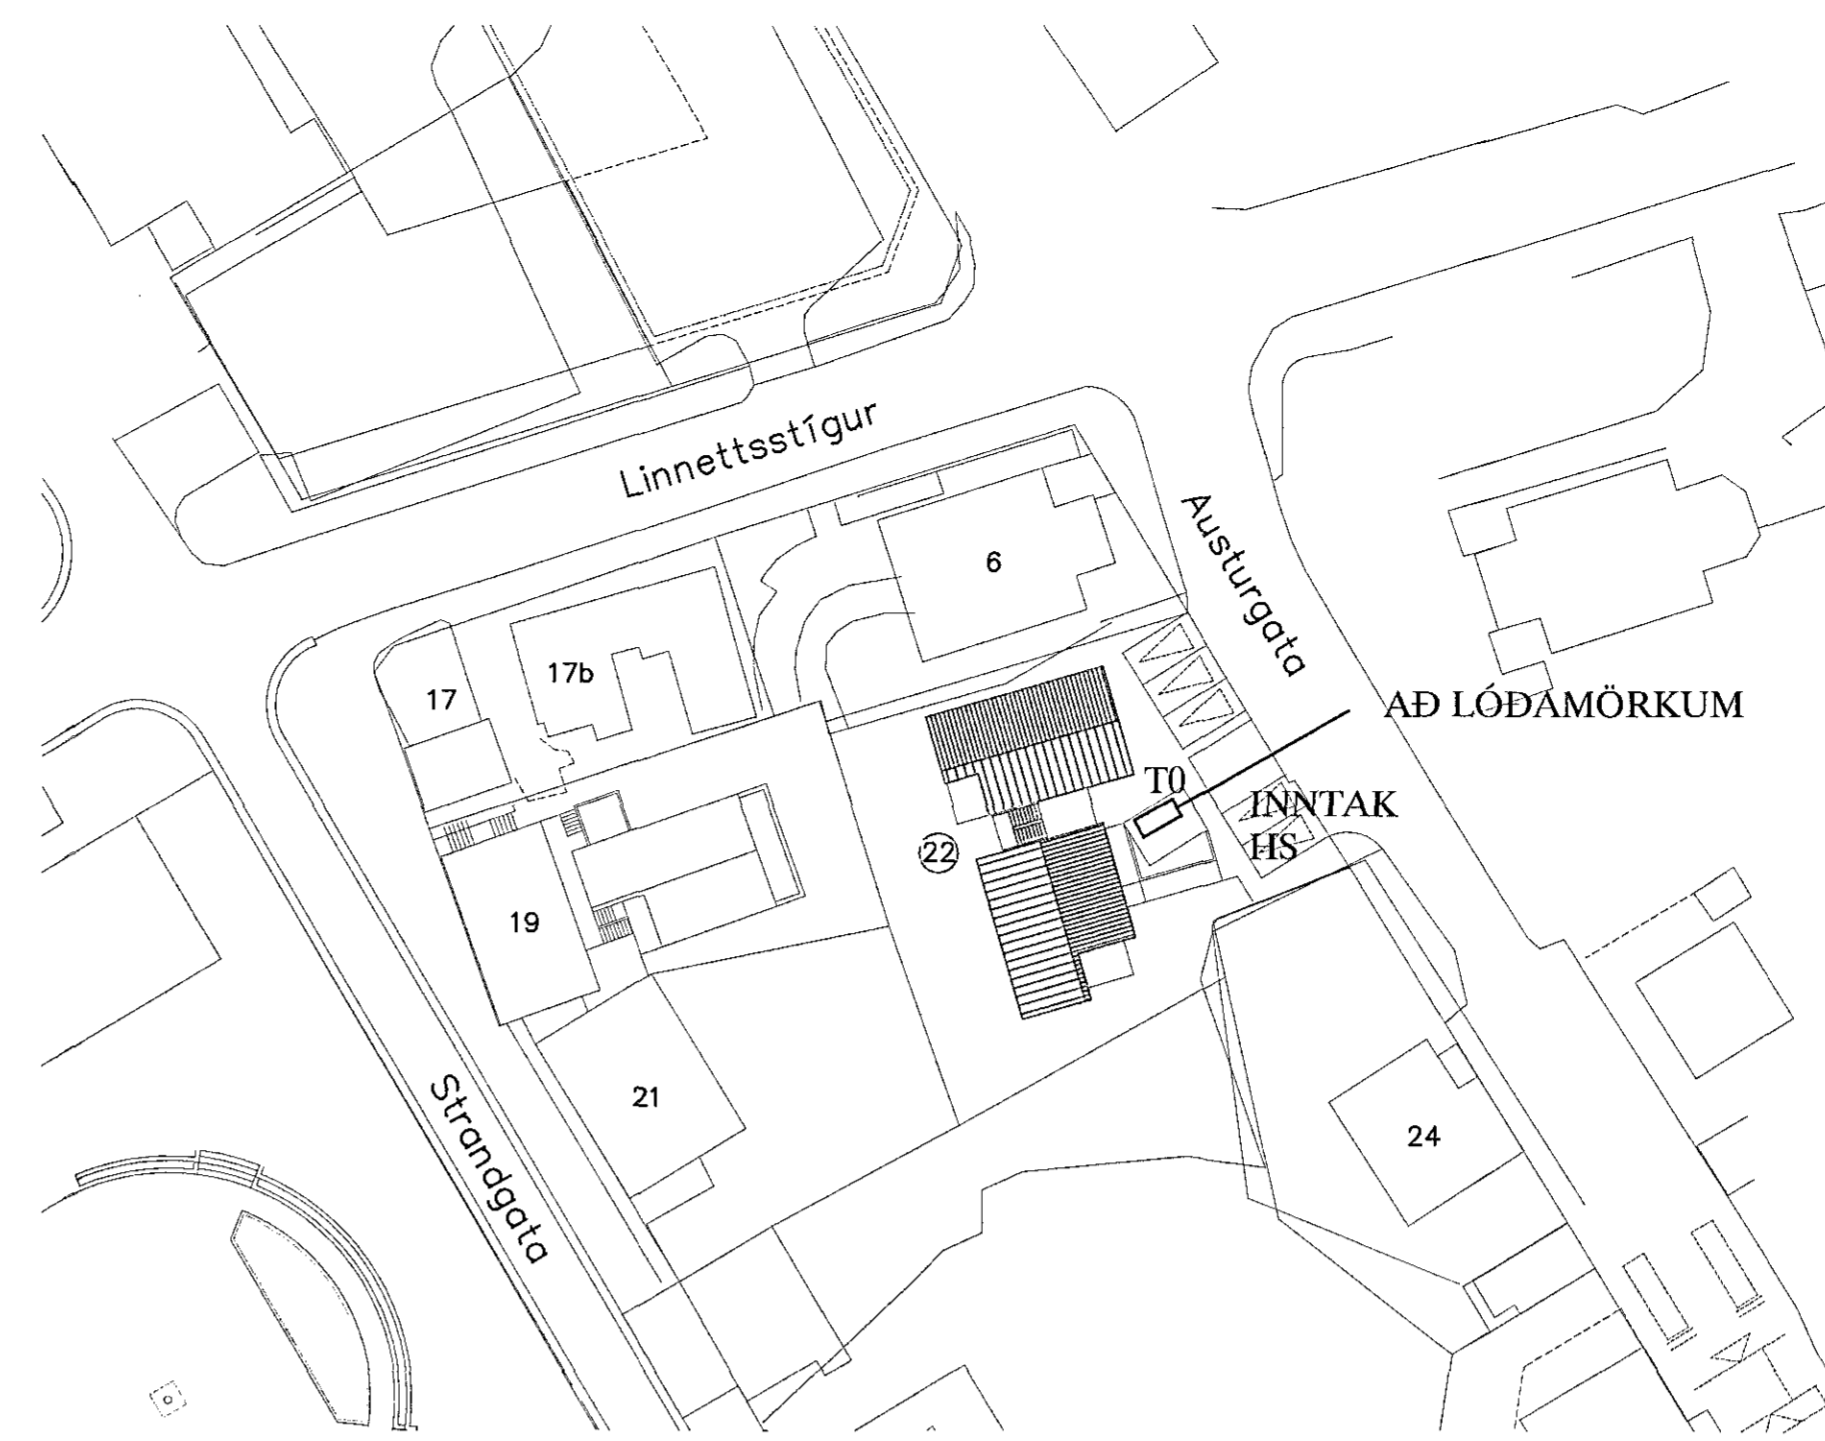 Linnettsstígur
Austurgata
6
17b
17
AÐ LÓÐAMÖRKUM
T0
INNTAK
HS
22
19
21
24
Strandgata